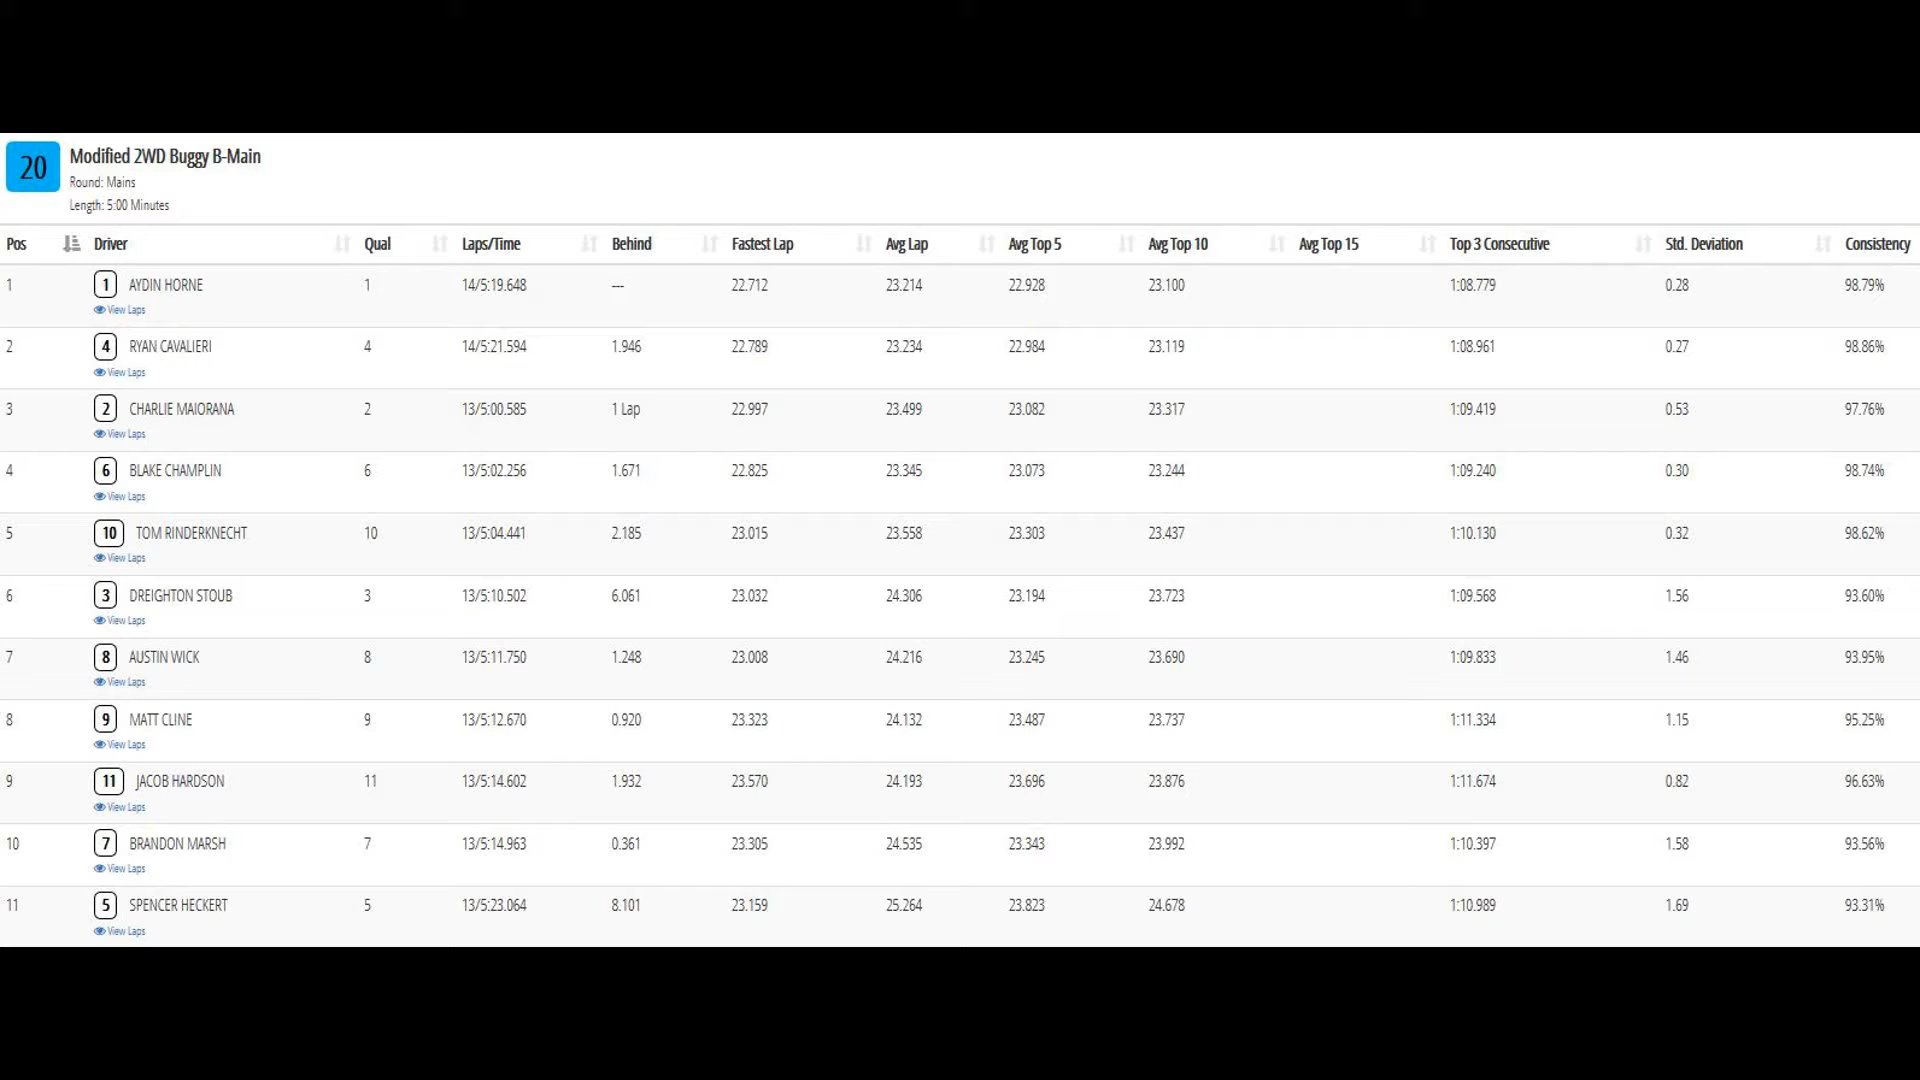 20
Modified 2WD Buggy B-Main
Round: Mains
Length: 5:00 Minutes
Pos Driver Qual Laps/Time Behind Fastest Lap Avg Lap Avg Top 5 Avg Top 10 Avg Top 15 Top 3 Consecutive Std. Deviation Consistency
1 1 AYDIN HORNE 1 14/5:19.648 --- 22.712 23.214 22.928 23.100 1:08.779 0.28 98.79%
View Laps
2 4 RYAN CAVALIERI 4 14/5:21.594 1.946 22.789 23.234 22.984 23.119 1:08.961 0.27 98.86%
View Laps
3 2 CHARLIE MAIORANA 2 13/5:00.585 1 Lap 22.997 23.499 23.082 23.317 1:09.419 0.53 97.76%
View Laps
4 6 BLAKE CHAMPLIN 6 13/5:02.256 1.671 22.825 23.345 23.073 23.244 1:09.240 0.30 98.74%
View Laps
5 10 TOM RINDERKNECHT 10 13/5:04.441 2.185 23.015 23.558 23.303 23.437 1:10.130 0.32 98.62%
View Laps
6 3 DREIGHTON STOUB 3 13/5:10.502 6.061 23.032 24.306 23.194 23.723 1:09.568 1.56 93.60%
View Laps
7 8 AUSTIN WICK 8 13/5:11.750 1.248 23.008 24.216 23.245 23.690 1:09.833 1.46 93.95%
View Laps
8 9 MATT CLINE 9 13/5:12.670 0.920 23.323 24.132 23.487 23.737 1:11.334 1.15 95.25%
View Laps
9 11 JACOB HARDSON 11 13/5:14.602 1.932 23.570 24.193 23.696 23.876 1:11.674 0.82 96.63%
View Laps
10 7 BRANDON MARSH 7 13/5:14.963 0.361 23.305 24.535 23.343 23.992 1:10.397 1.58 93.56%
View Laps
11 5 SPENCER HECKERT 5 13/5:23.064 8.101 23.159 25.264 23.823 24.678 1:10.989 1.69 93.31%
View Laps